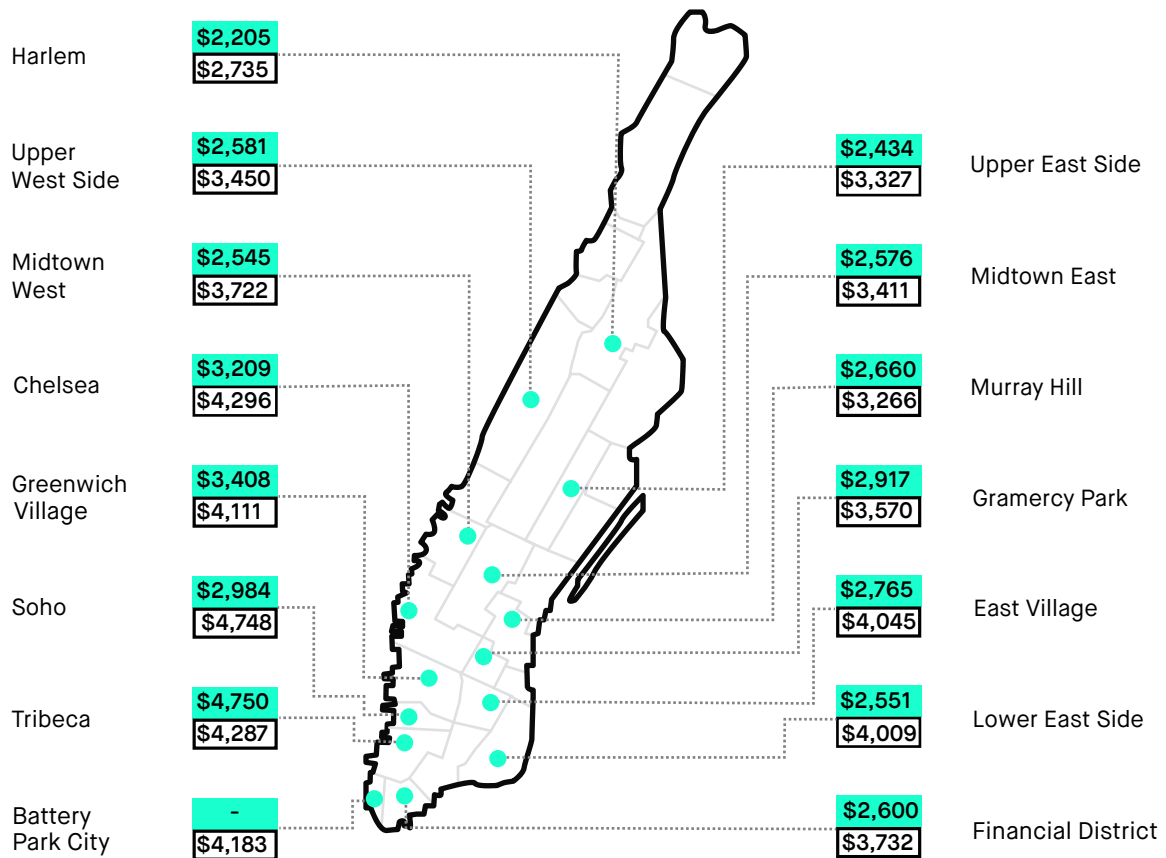 Harlem
$2,205
$2,735
Upper
West Side
$2,581
$3,450
Midtown
West
$2,545
$3,722
Chelsea
$3,209
$4,296
Greenwich
Village
$3,408
$4,111
Soho
$2,984
$4,748
Tribeca
$4,750
$4,287
Battery
Park City
-
$4,183
$2,434
$3,327
Upper East Side
$2,576
$3,411
Midtown East
$2,660
$3,266
Murray Hill
$2,917
$3,570
Gramercy Park
$2,765
$4,045
East Village
$2,551
$4,009
Lower East Side
$2,600
$3,732
Financial District